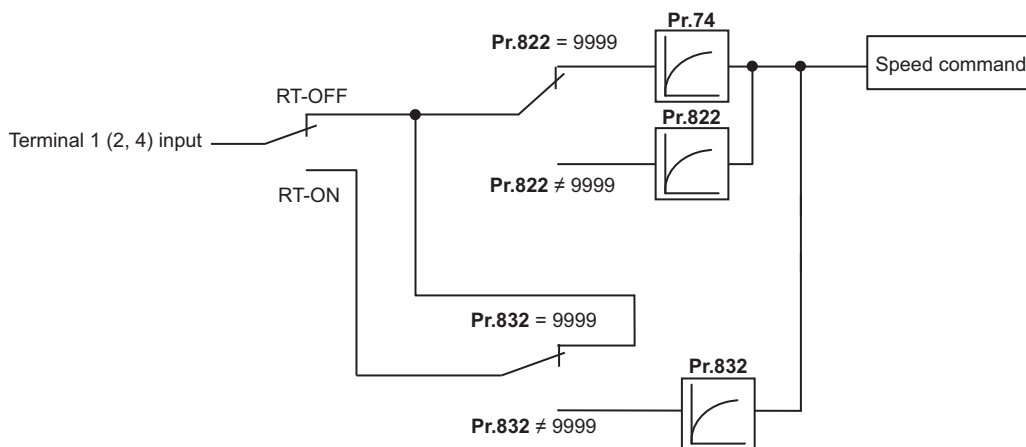 Pr.74
Pr.822 = 9999
Speed command
RT-OFF
Pr.822
Terminal 1 (2, 4) input
Pr.822 ≠ 9999
RT-ON
Pr.832 = 9999
Pr.832
Pr.832 ≠ 9999